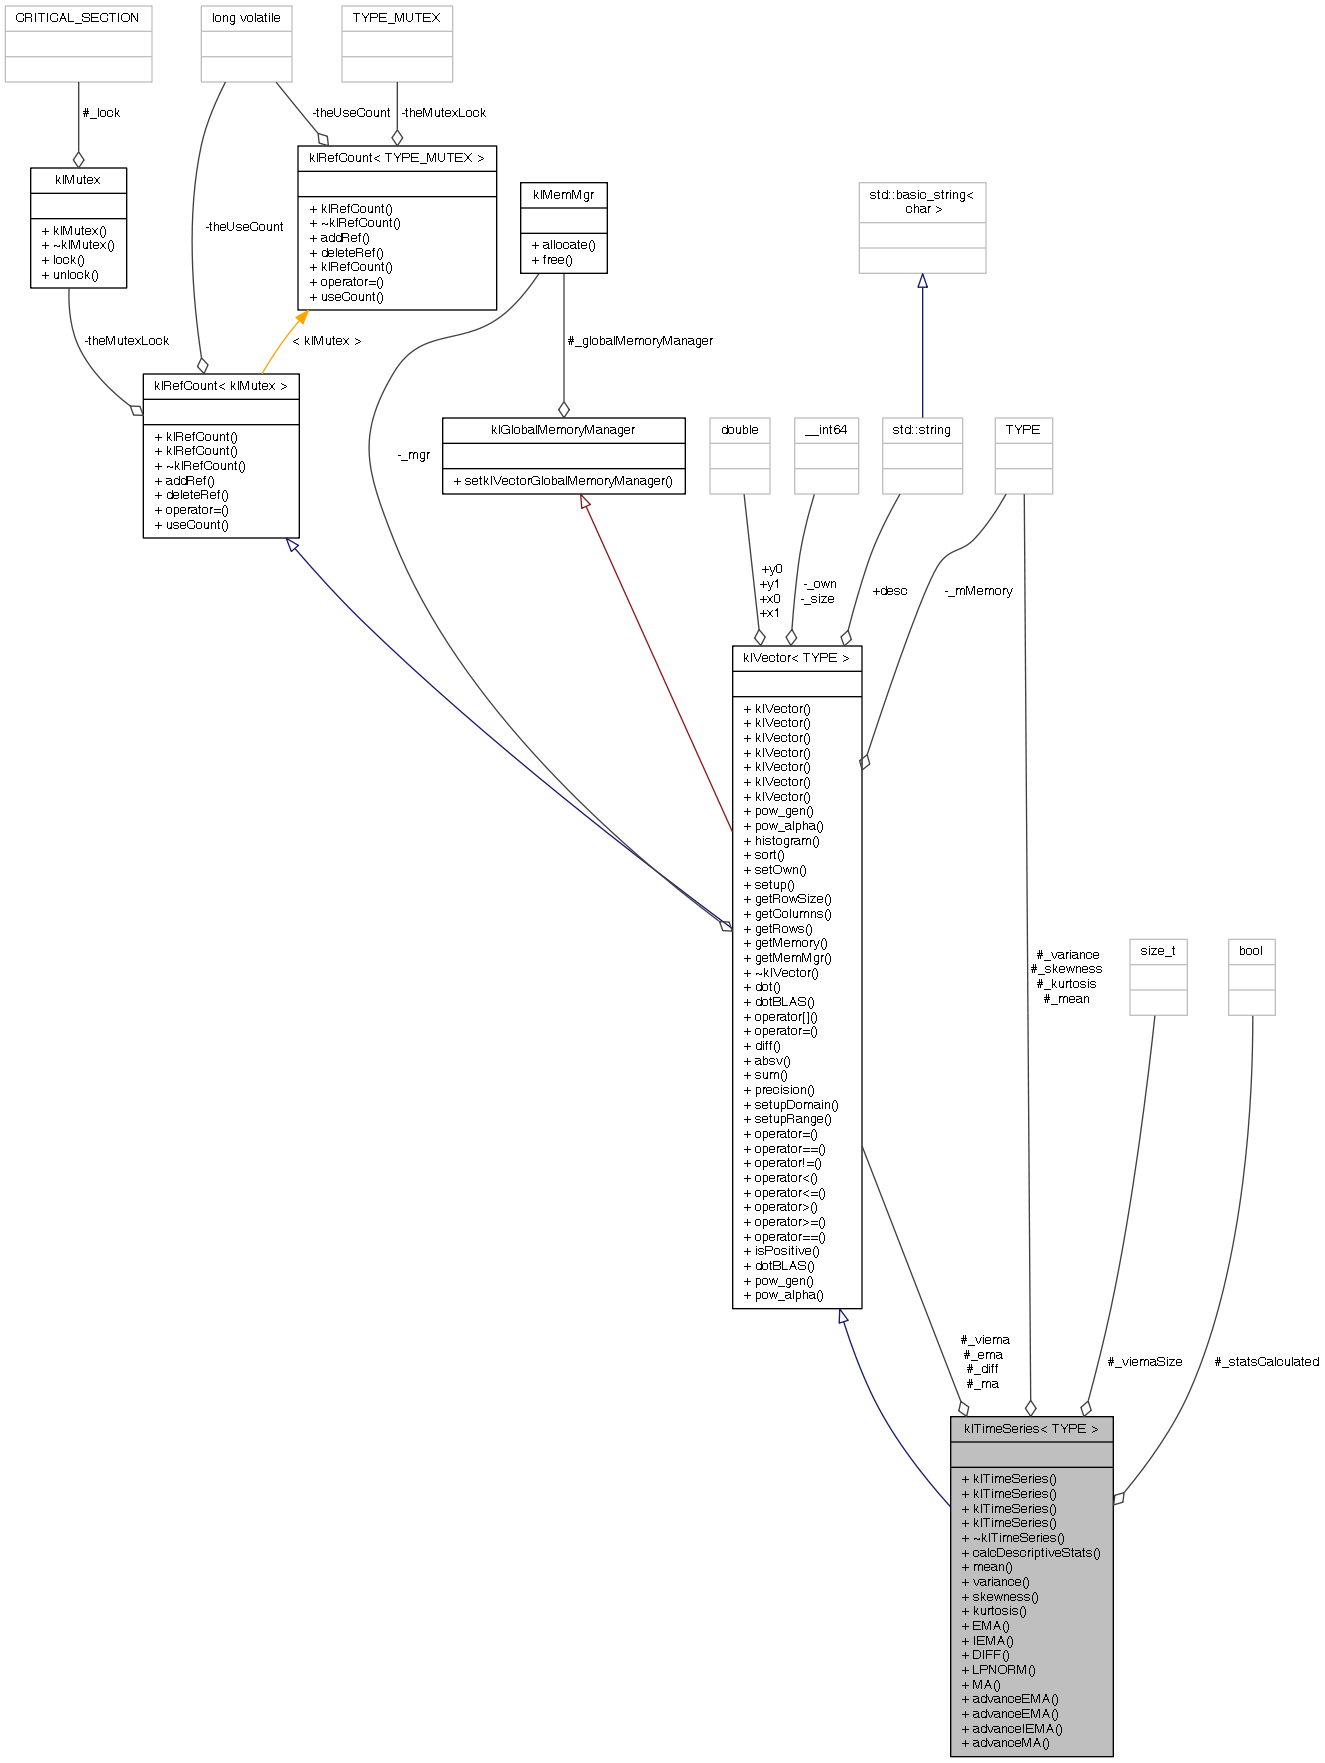 CRITICAL_SECTION
long volatile
TYPE_MUTEX
#_lock
-theUseCount
-theMutexLock
klRefCount< TYPE_MUTEX >
+ klRefCount()
+ ~klRefCount()
+ addRef()
+ deleteRef()
+ klRefCount()
+ operator=()
+ useCount()
klMutex
+ klMutex()
+ ~klMutex()
+ lock()
+ unlock()
klMemMgr
+ allocate()
+ free()
std::basic_string<
char >
-theUseCount
-theMutexLock
< klMutex >
#_globalMemoryManager
klRefCount< klMutex >
+ klRefCount()
+ klRefCount()
+ ~klRefCount()
+ addRef()
+ deleteRef()
+ operator=()
+ useCount()
-_mgr
klGlobalMemoryManager
+ setklVectorGlobalMemoryManager()
double
__int64
std::string
TYPE
+y0
+y1
+x0
+x1
-_own
-_size
+desc
-_mMemory
klVector< TYPE >
+ klVector()
+ klVector()
+ klVector()
+ klVector()
+ klVector()
+ klVector()
+ klVector()
+ pow_gen()
+ pow_alpha()
+ histogram()
+ sort()
+ setOwn()
+ setup()
+ getRowSize()
+ getColumns()
+ getRows()
+ getMemory()
+ getMemMgr()
+ ~klVector()
+ dot()
+ dotBLAS()
+ operator[]()
+ operator=()
+ diff()
+ absv()
+ sum()
+ precision()
+ setupDomain()
+ setupRange()
+ operator=()
+ operator==()
+ operator!=()
+ operator<()
+ operator<=()
+ operator>()
+ operator>=()
+ operator==()
+ isPositive()
+ dotBLAS()
+ pow_gen()
+ pow_alpha()
#_variance
#_skewness
#_kurtosis
#_mean
size_t
bool
#_viema
#_ema
#_diff
#_ma
#_viemaSize
#_statsCalculated
klTimeSeries< TYPE >
+ klTimeSeries()
+ klTimeSeries()
+ klTimeSeries()
+ klTimeSeries()
+ ~klTimeSeries()
+ calcDescriptiveStats()
+ mean()
+ variance()
+ skewness()
+ kurtosis()
+ EMA()
+ IEMA()
+ DIFF()
+ LPNORM()
+ MA()
+ advanceEMA()
+ advanceEMA()
+ advanceIEMA()
+ advanceMA()